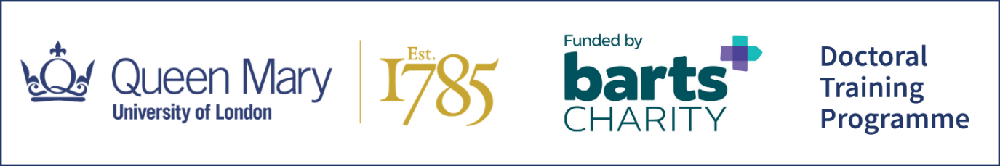 Queen Mary
University of London
Est.
1785
Funded by
barts
CHARITY
Doctoral
Training
Programme